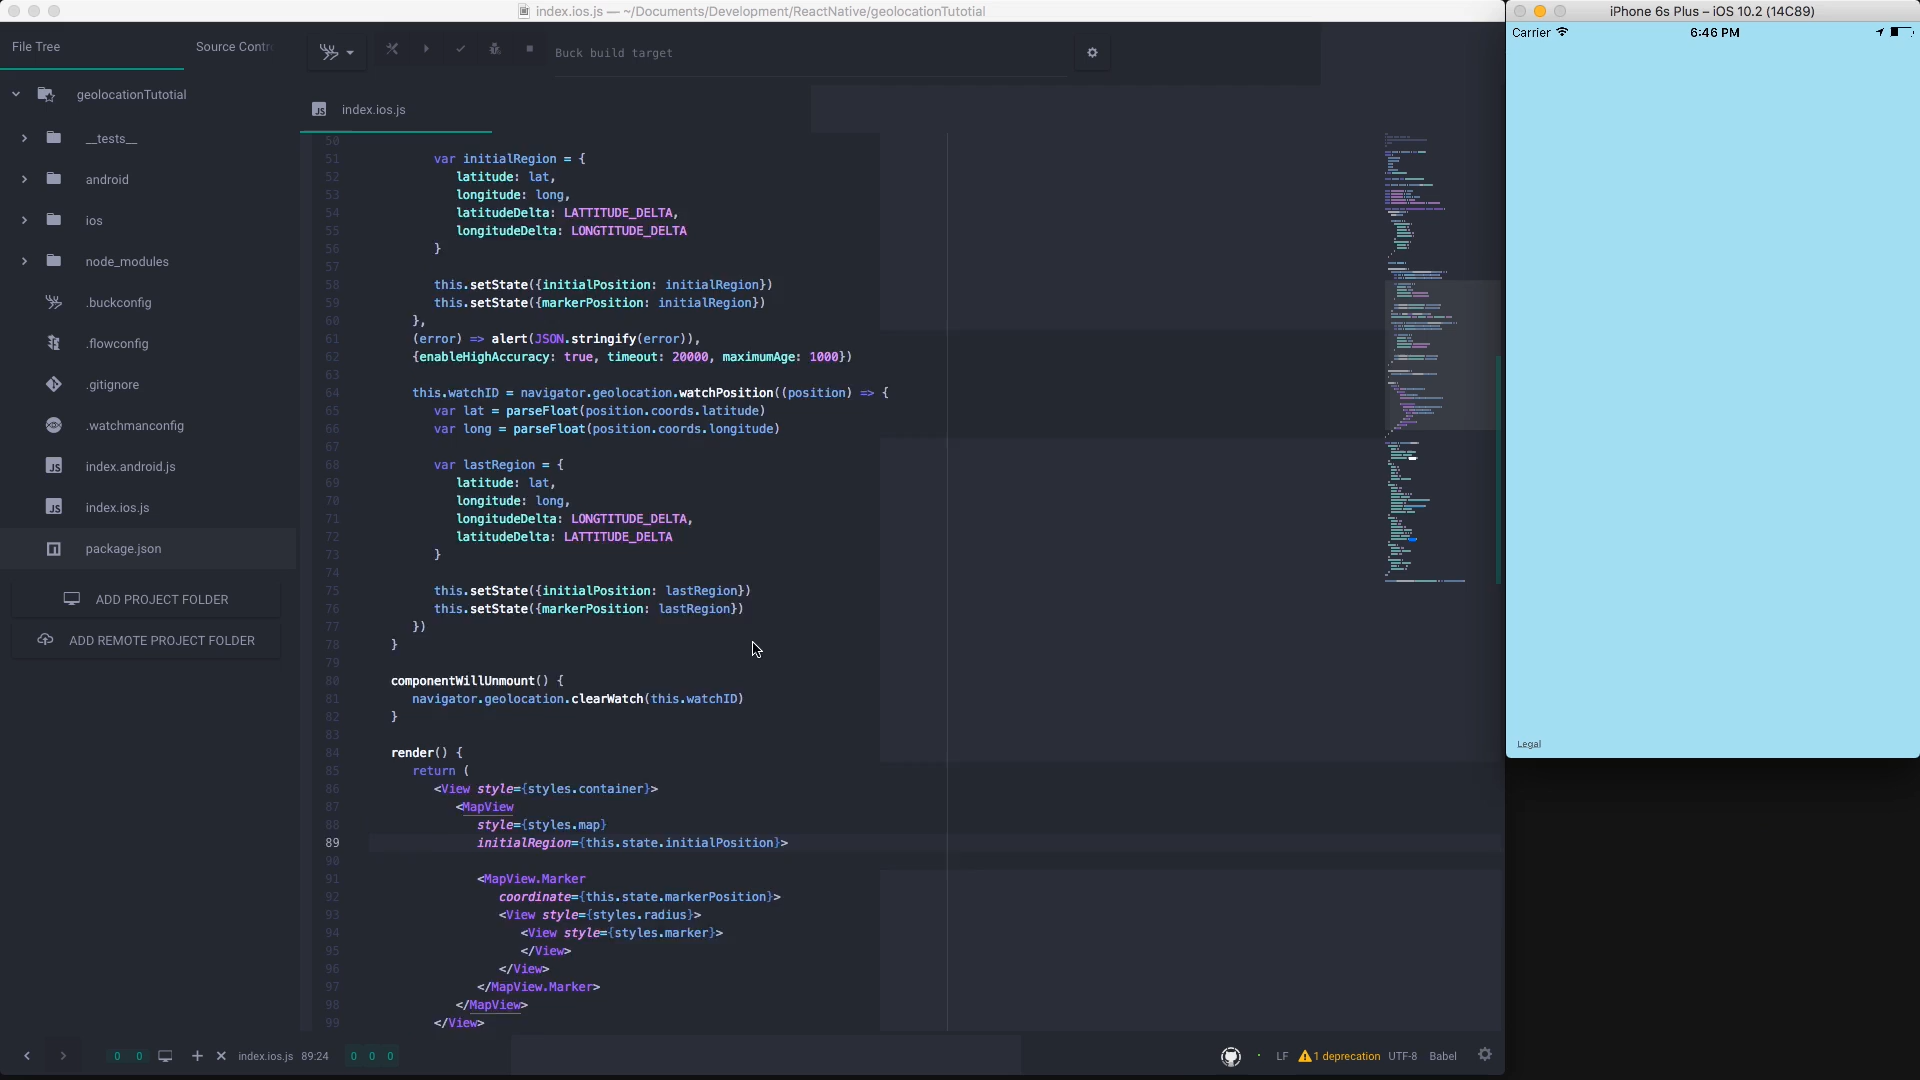 index.ios.js — ~/Documents/Development/ReactNative/geolocationTutotial
File Tree
Source Contr
Buck build target
geolocationTutotial
__tests__
android
ios
node_modules
.buckconfig
.flowconfig
.gitignore
.watchmanconfig
index.android.js
index.ios.js
package.json
ADD PROJECT FOLDER
ADD REMOTE PROJECT FOLDER
index.ios.js
50
51 var initialRegion = {
52 latitude: lat,
53 longitude: long,
54 latitudeDelta: LATTITUDE_DELTA,
55 longitudeDelta: LONGTITUDE_DELTA
56 }
57
58 this.setState({initialPosition: initialRegion})
59 this.setState({markerPosition: initialRegion})
60 },
61 (error) => alert(JSON.stringify(error)),
62 {enableHighAccuracy: true, timeout: 20000, maximumAge: 1000})
63
64 this.watchID = navigator.geolocation.watchPosition((position) => {
65 var lat = parseFloat(position.coords.latitude)
66 var long = parseFloat(position.coords.longitude)
67
68 var lastRegion = {
69 latitude: lat,
70 longitude: long,
71 longitudeDelta: LONGTITUDE_DELTA,
72 latitudeDelta: LATTITUDE_DELTA
73 }
74
75 this.setState({initialPosition: lastRegion})
76 this.setState({markerPosition: lastRegion})
77 })
78 }
79
80 componentWillUnmount() {
81 navigator.geolocation.clearWatch(this.watchID)
82 }
83
84 render() {
85 return (
86 <View style={styles.container}>
87 <MapView
88 style={styles.map}
89 initialRegion={this.state.initialPosition}>
90
91 <MapView.Marker
92 coordinate={this.state.markerPosition}>
93 <View style={styles.radius}>
94 <View style={styles.marker}>
95 </View>
96 </View>
97 </MapView.Marker>
98 </MapView>
99 </View>
0 0 index.ios.js 89:24 0 0 0
LF 1 deprecation UTF-8 Babel
iPhone 6s Plus – iOS 10.2 (14C89)
Carrier 6:46 PM
Legal